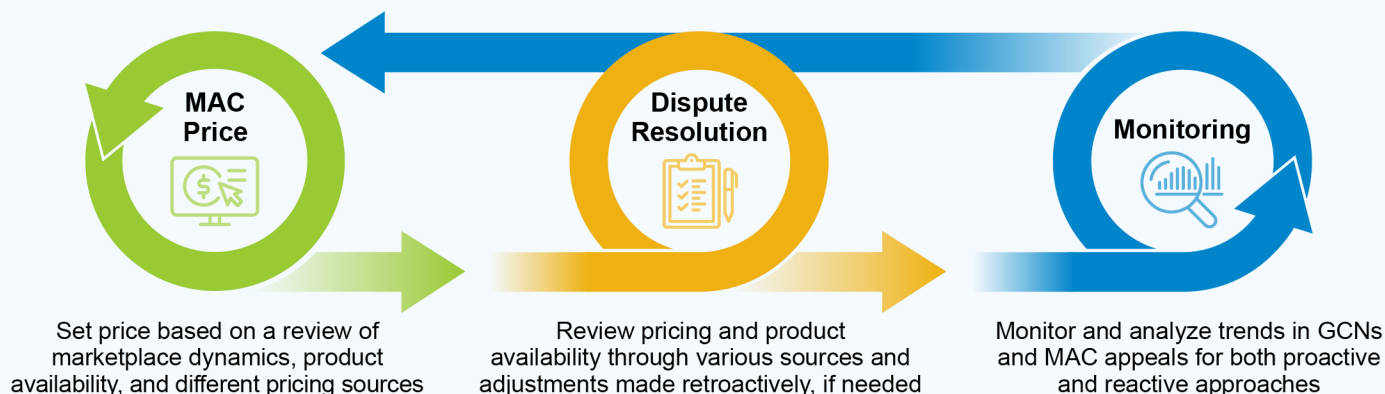 MAC
Price
Dispute
Resolution
Monitoring
Set price based on a review of
marketplace dynamics, product
availability, and different pricing sources
Review pricing and product
availability through various sources and
adjustments made retroactively, if needed
Monitor and analyze trends in GCNs
and MAC appeals for both proactive
and reactive approaches